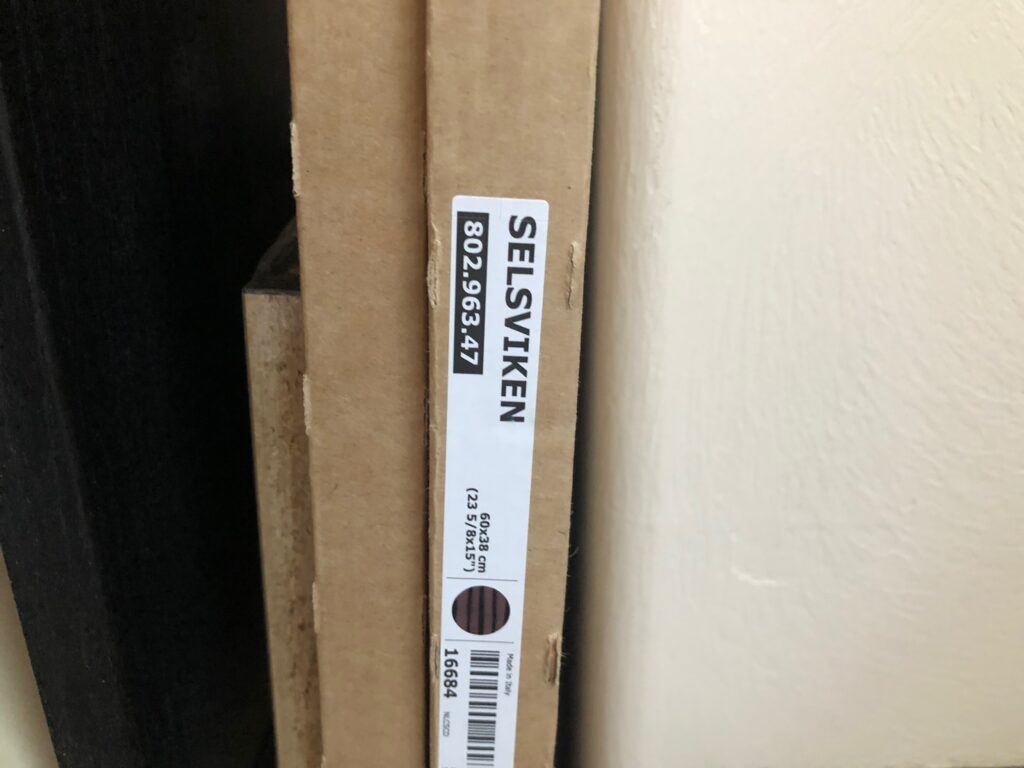 SELSVIKEN
802.963.47
60x38 cm
(23 5/8x15")
Made in Italy
16684